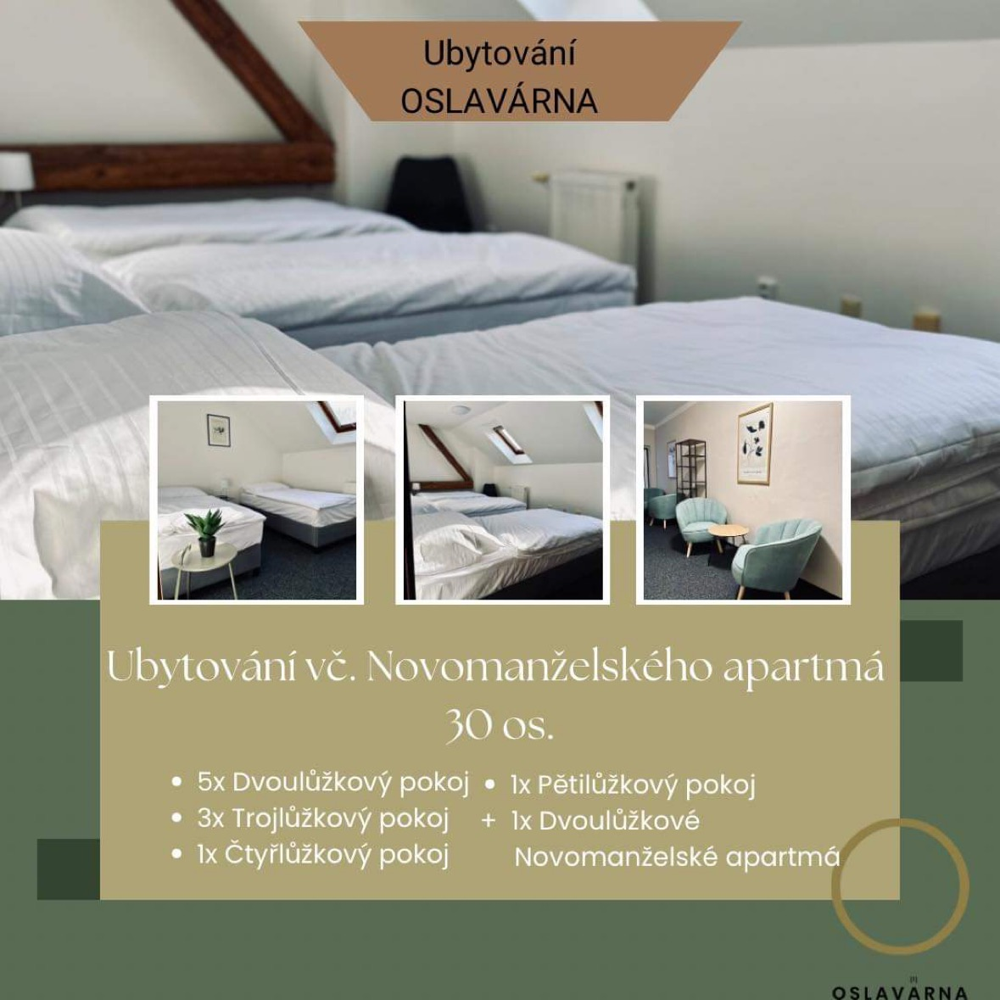 Ubytování
OSLAVÁRNA
Ubytování vč. Novomanželského apartmá
30 os.
5x Dvoulůžkový pokoj
3x Trojlůžkový pokoj
1x Čtyřlůžkový pokoj
1x Pětilůžkový pokoj
+ 1x Dvoulůžkové
Novomanželské apartmá
OSLAVÁRNA